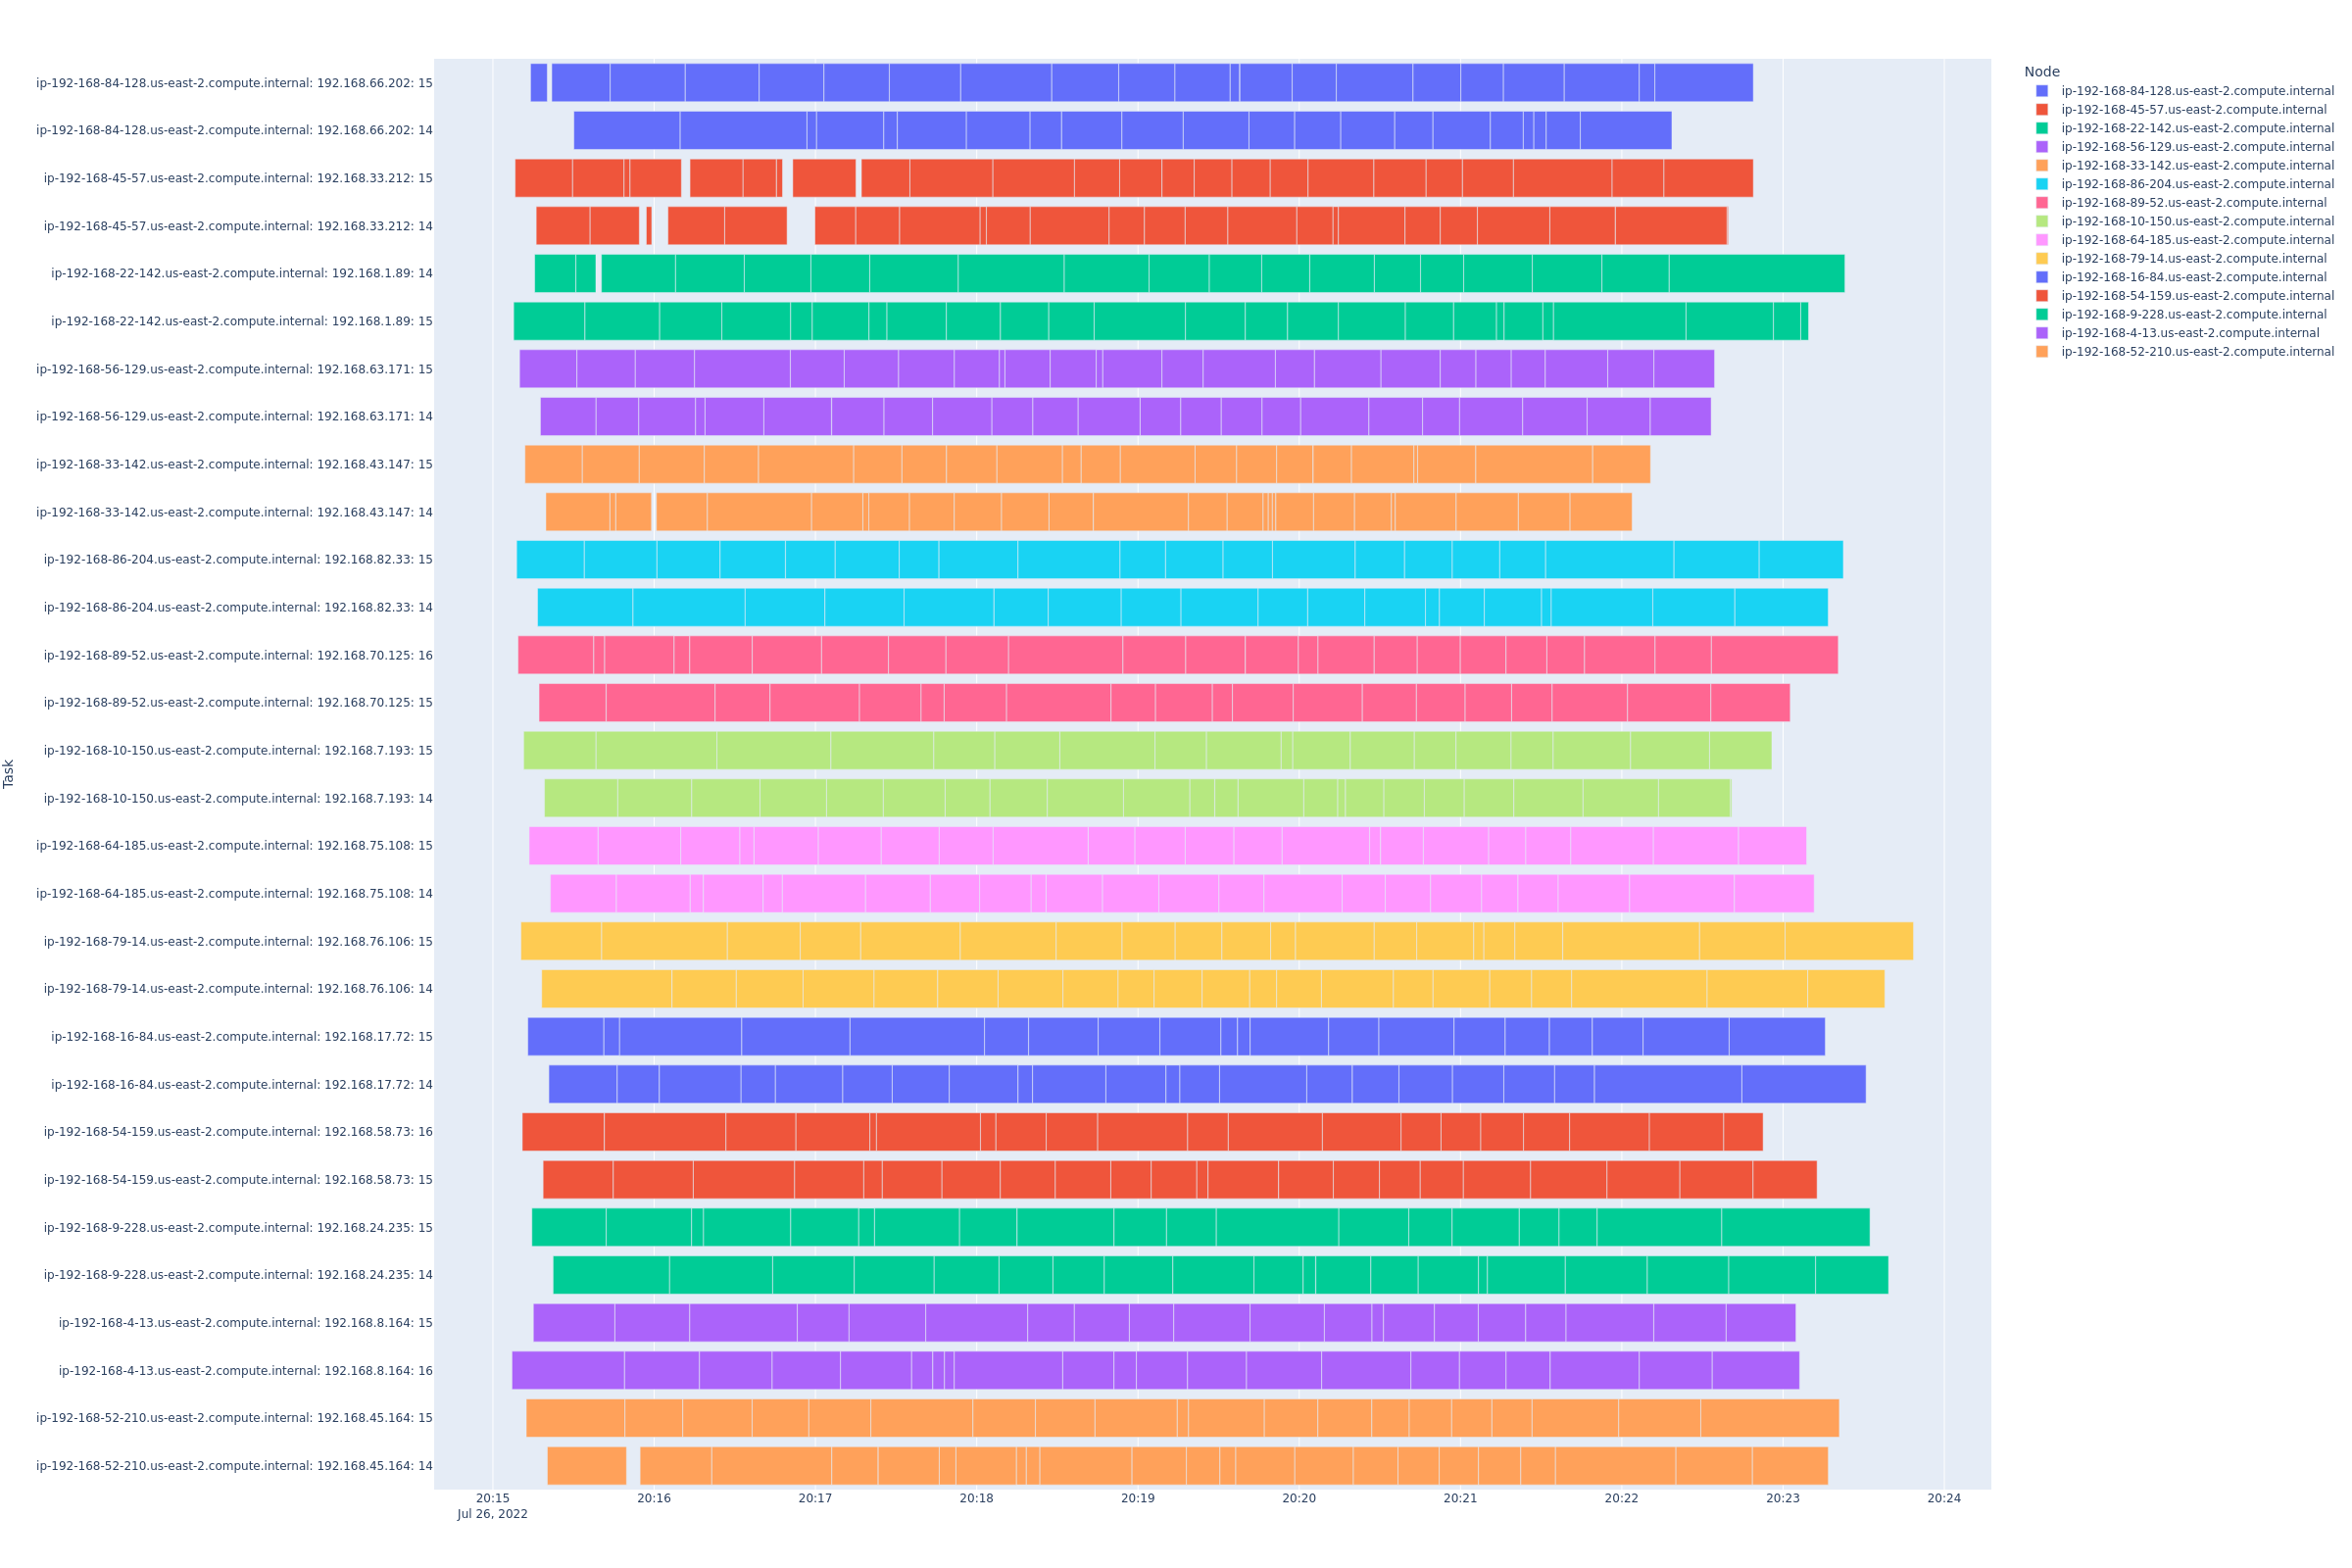 ip-192-168-84-128.us-east-2.compute.internal: 192.168.66.202: 15
ip-192-168-84-128.us-east-2.compute.internal: 192.168.66.202: 14
ip-192-168-45-57.us-east-2.compute.internal: 192.168.33.212: 15
ip-192-168-45-57.us-east-2.compute.internal: 192.168.33.212: 14
ip-192-168-22-142.us-east-2.compute.internal: 192.168.1.89: 14
ip-192-168-22-142.us-east-2.compute.internal: 192.168.1.89: 15
ip-192-168-56-129.us-east-2.compute.internal: 192.168.63.171: 15
ip-192-168-56-129.us-east-2.compute.internal: 192.168.63.171: 14
ip-192-168-33-142.us-east-2.compute.internal: 192.168.43.147: 15
ip-192-168-33-142.us-east-2.compute.internal: 192.168.43.147: 14
ip-192-168-86-204.us-east-2.compute.internal: 192.168.82.33: 15
ip-192-168-86-204.us-east-2.compute.internal: 192.168.82.33: 14
ip-192-168-89-52.us-east-2.compute.internal: 192.168.70.125: 16
ip-192-168-89-52.us-east-2.compute.internal: 192.168.70.125: 15
ip-192-168-10-150.us-east-2.compute.internal: 192.168.7.193: 15
ip-192-168-10-150.us-east-2.compute.internal: 192.168.7.193: 14
ip-192-168-64-185.us-east-2.compute.internal: 192.168.75.108: 15
ip-192-168-64-185.us-east-2.compute.internal: 192.168.75.108: 14
ip-192-168-79-14.us-east-2.compute.internal: 192.168.76.106: 15
ip-192-168-79-14.us-east-2.compute.internal: 192.168.76.106: 14
ip-192-168-16-84.us-east-2.compute.internal: 192.168.17.72: 15
ip-192-168-16-84.us-east-2.compute.internal: 192.168.17.72: 14
ip-192-168-54-159.us-east-2.compute.internal: 192.168.58.73: 16
ip-192-168-54-159.us-east-2.compute.internal: 192.168.58.73: 15
ip-192-168-9-228.us-east-2.compute.internal: 192.168.24.235: 15
ip-192-168-9-228.us-east-2.compute.internal: 192.168.24.235: 14
ip-192-168-4-13.us-east-2.compute.internal: 192.168.8.164: 15
ip-192-168-4-13.us-east-2.compute.internal: 192.168.8.164: 16
ip-192-168-52-210.us-east-2.compute.internal: 192.168.45.164: 15
ip-192-168-52-210.us-east-2.compute.internal: 192.168.45.164: 14
Task
20:15 20:16 20:17 20:18 20:19 20:20 20:21 20:22 20:23 20:24
Jul 26, 2022
Node
ip-192-168-84-128.us-east-2.compute.internal
ip-192-168-45-57.us-east-2.compute.internal
ip-192-168-22-142.us-east-2.compute.internal
ip-192-168-56-129.us-east-2.compute.internal
ip-192-168-33-142.us-east-2.compute.internal
ip-192-168-86-204.us-east-2.compute.internal
ip-192-168-89-52.us-east-2.compute.internal
ip-192-168-10-150.us-east-2.compute.internal
ip-192-168-64-185.us-east-2.compute.internal
ip-192-168-79-14.us-east-2.compute.internal
ip-192-168-16-84.us-east-2.compute.internal
ip-192-168-54-159.us-east-2.compute.internal
ip-192-168-9-228.us-east-2.compute.internal
ip-192-168-4-13.us-east-2.compute.internal
ip-192-168-52-210.us-east-2.compute.internal